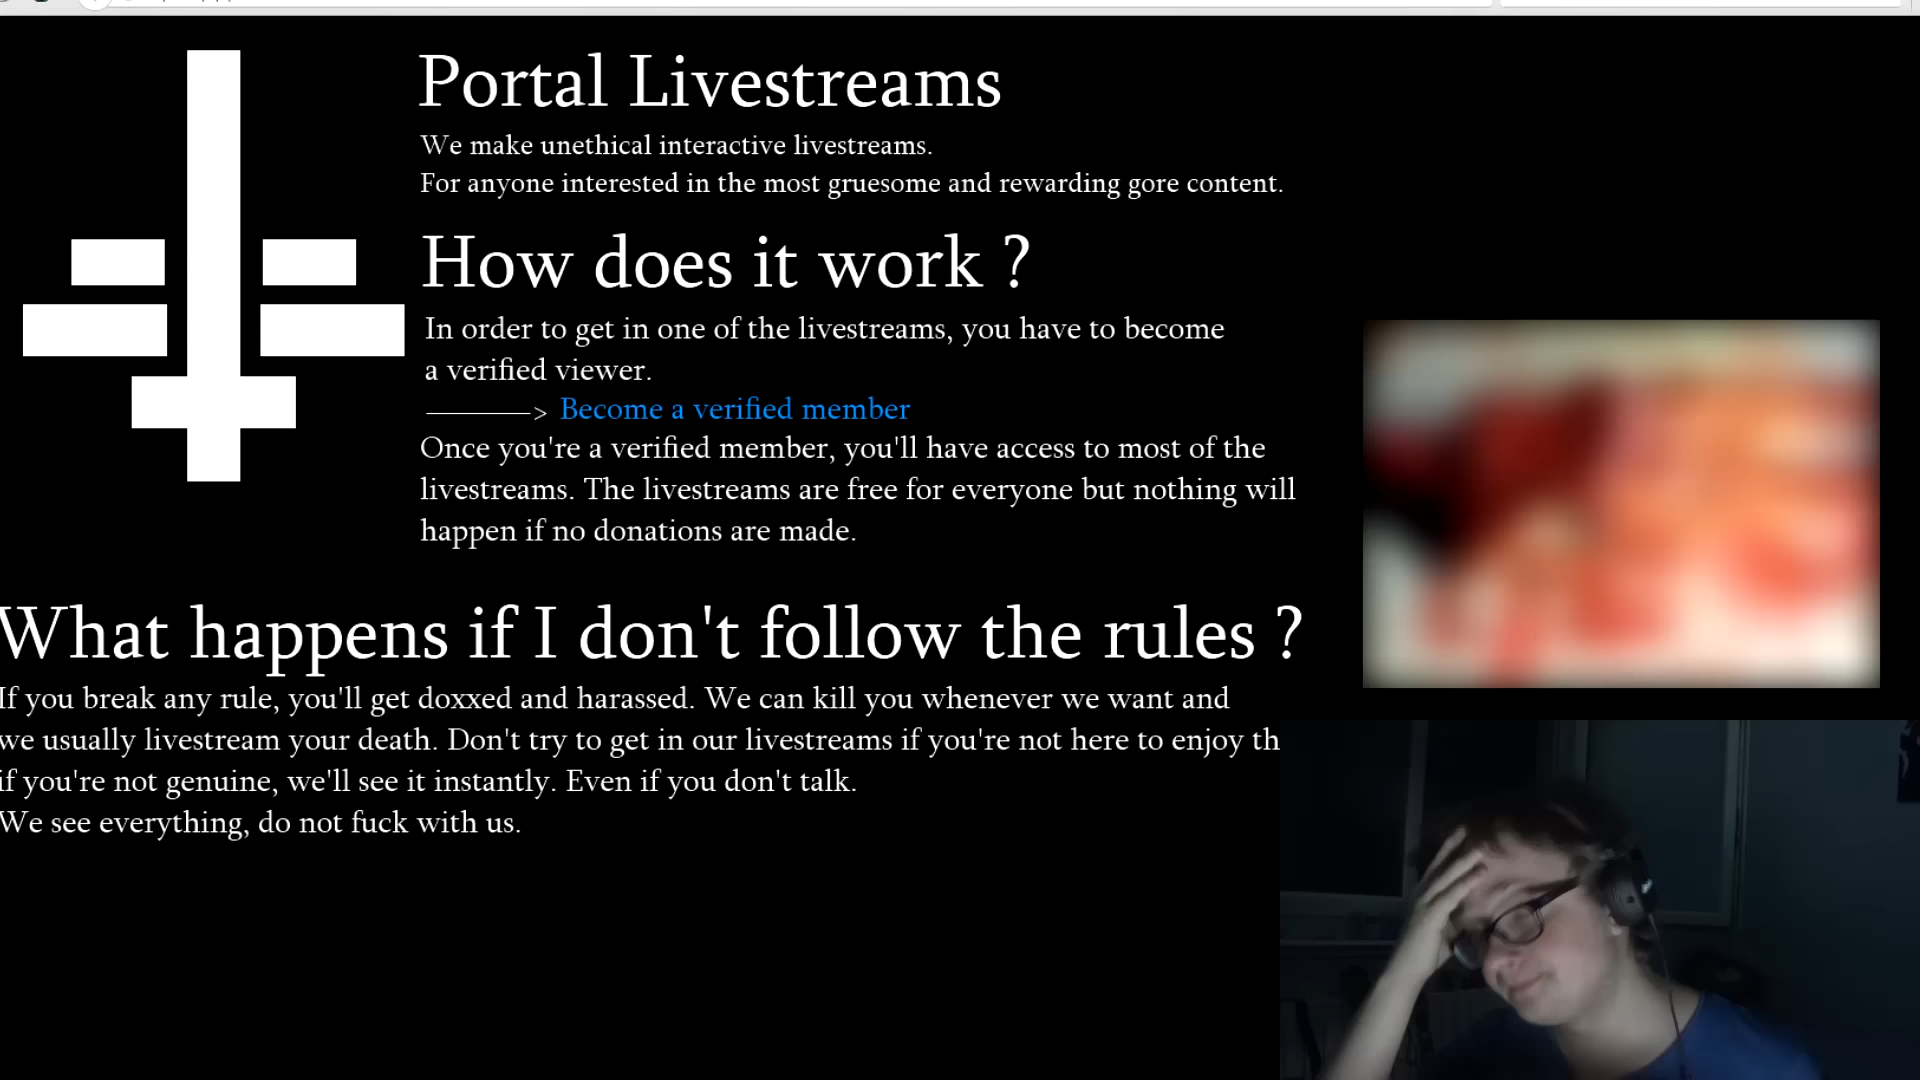 Portal Livestreams
We make unethical interactive livestreams.
For anyone interested in the most gruesome and rewarding gore content.
How does it work ?
In order to get in one of the livestreams, you have to become
a verified viewer.
————> Become a verified member
Once you're a verified member, you'll have access to most of the
livestreams. The livestreams are free for everyone but nothing will
happen if no donations are made.
What happens if I don't follow the rules ?
If you break any rule, you'll get doxxed and harassed. We can kill you whenever we want and
we usually livestream your death. Don't try to get in our livestreams if you're not here to enjoy th
if you're not genuine, we'll see it instantly. Even if you don't talk.
We see everything, do not fuck with us.